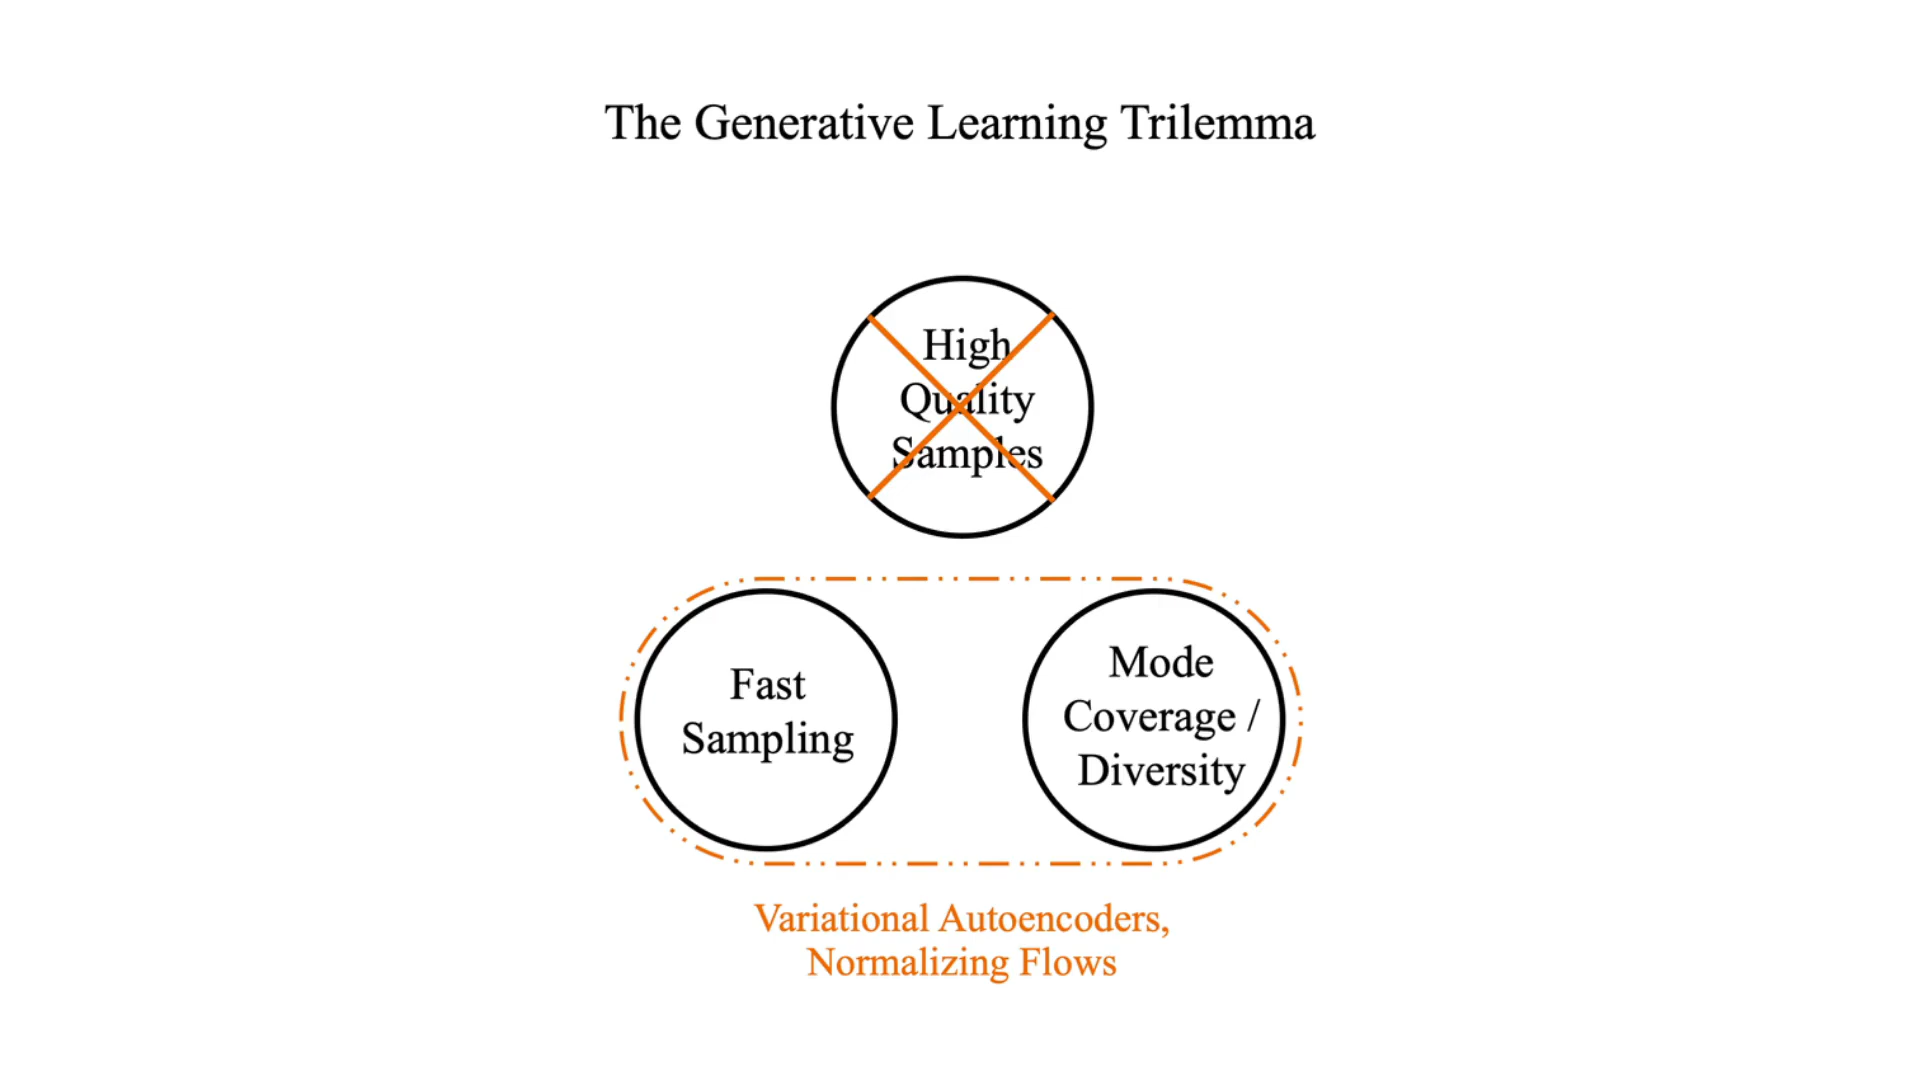 The Generative Learning Trilemma
High
Quality
Samples
Fast
Sampling
Mode
Coverage /
Diversity
Variational Autoencoders,
Normalizing Flows